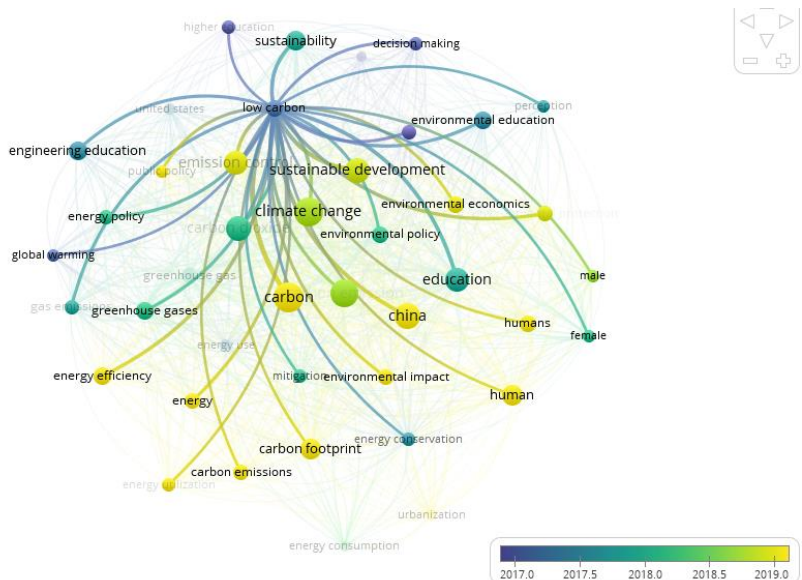 higher education
sustainability
decision making
low carbon
united states
perception
environmental education
engineering education
emission control
public policy
sustainable development
environmental economics
climate change
energy policy
carbon dioxide
environmental policy
global warming
greenhouse gas
education
male
carbon
gas emissions
greenhouse gases
china
humans
female
energy use
energy efficiency
mitigation
environmental impact
energy
human
energy conservation
carbon footprint
carbon emissions
energy utilization
urbanization
energy consumption
2017.0 2017.5 2018.0 2018.5 2019.0